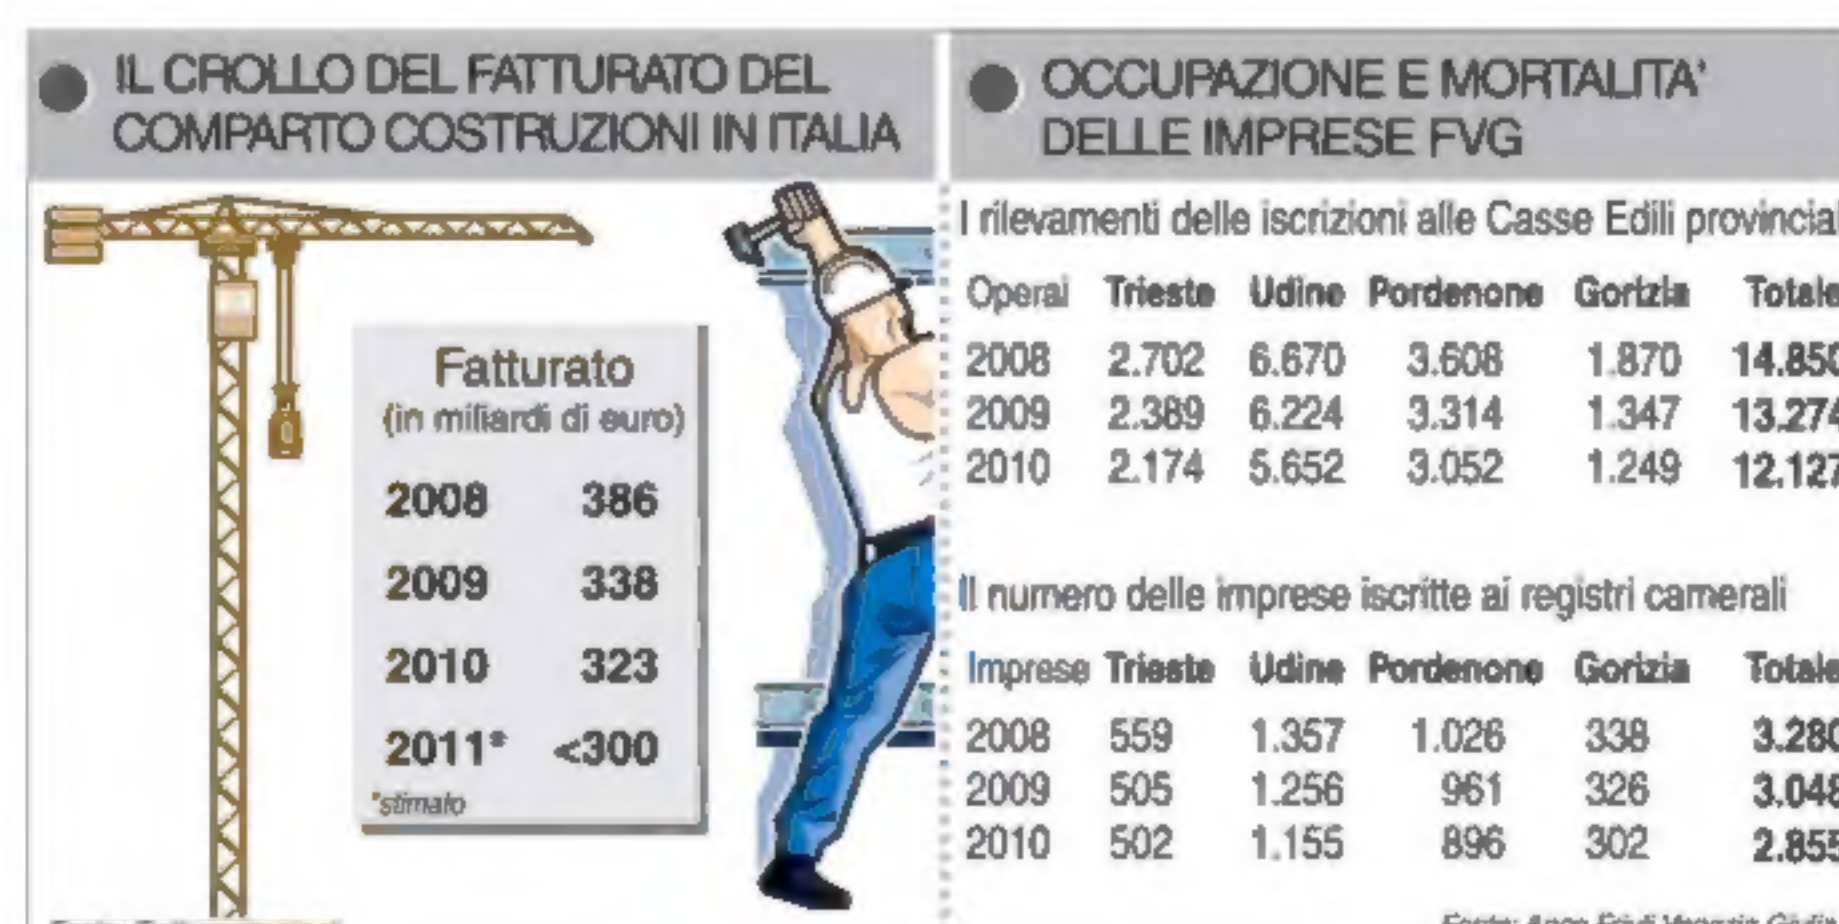 IL CROLLO DEL FATTURATO DEL
COMPARTO COSTRUZIONI IN ITALIA
Fatturato
(in miliardi di euro)
2008 386
2009 338
2010 323
2011* <300
*stimato
OCCUPAZIONE E MORTALITA'
DELLE IMPRESE FVG
I rilevamenti delle iscrizioni alle Casse Edili provincial
Operai Trieste Udine Pordenone Gorizia Totale
2008 2.702 6.670 3.608 1.870 14.850
2009 2.389 6.224 3.314 1.347 13.274
2010 2.174 5.652 3.052 1.249 12.127
Il numero delle imprese iscritte ai registri camerali
Imprese Trieste Udine Pordenone Gorizia Totale
2008 559 1.357 1.026 338 3.280
2009 505 1.256 961 326 3.048
2010 502 1.155 896 302 2.855